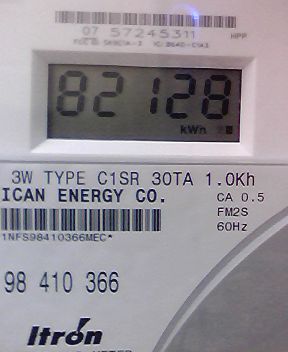 07 57245311 HPP
82128
kWh
3W TYPE C1SR 30TA 1.0Kh
ICAN ENERGY CO. CA 0.5
FM2S
60Hz
1NFS98410366MEC*
98 410 366
Itron